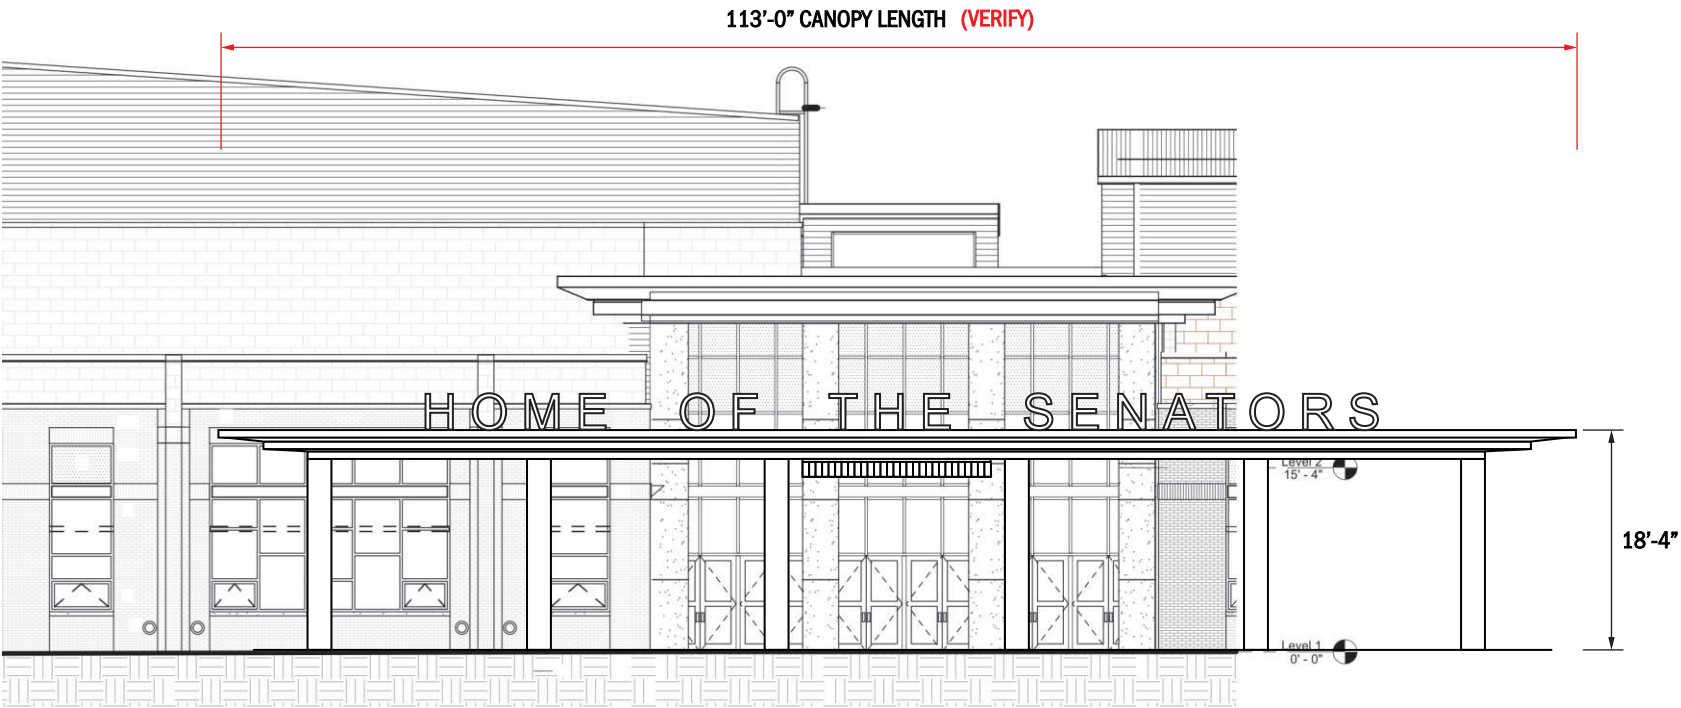 113'-0" CANOPY LENGTH (VERIFY)
HOME OF THE SENATORS
Level 2
15' - 4"
18'-4"
Level 1
0' - 0"